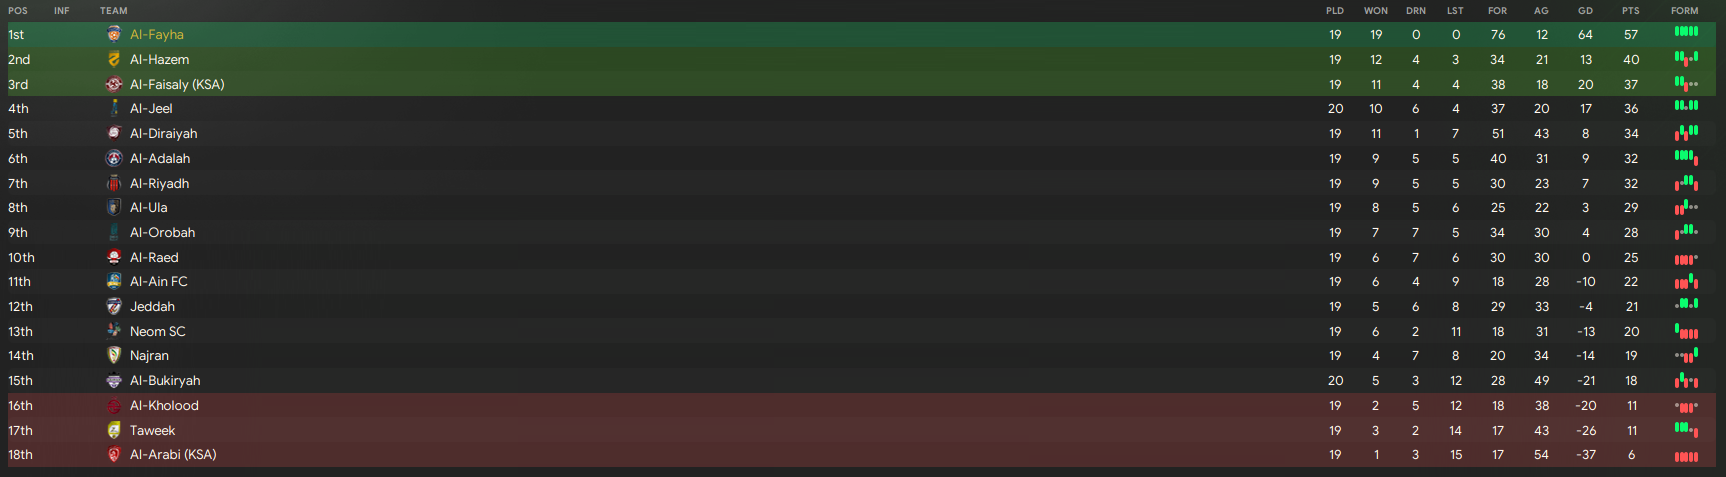 POS INF TEAM PLD WON DRN LST FOR AG GD PTS FORM
1st Al-Fayha 19 19 0 0 76 12 64 57
2nd Al-Hazem 19 12 4 3 34 21 13 40
3rd Al-Faisaly (KSA) 19 11 4 4 38 18 20 37
4th Al-Jeel 20 10 6 4 37 20 17 36
5th Al-Diraiyah 19 11 1 7 51 43 8 34
6th Al-Adalah 19 9 5 5 40 31 9 32
7th Al-Riyadh 19 9 5 5 30 23 7 32
8th Al-Ula 19 8 5 6 25 22 3 29
9th Al-Orobah 19 7 7 5 34 30 4 28
10th Al-Raed 19 6 7 6 30 30 0 25
11th Al-Ain FC 19 6 4 9 18 28 -10 22
12th Jeddah 19 5 6 8 29 33 -4 21
13th Neom SC 19 6 2 11 18 31 -13 20
14th Najran 19 4 7 8 20 34 -14 19
15th Al-Bukiryah 20 5 3 12 28 49 -21 18
16th Al-Kholood 19 2 5 12 18 38 -20 11
17th Taweek 19 3 2 14 17 43 -26 11
18th Al-Arabi (KSA) 19 1 3 15 17 54 -37 6